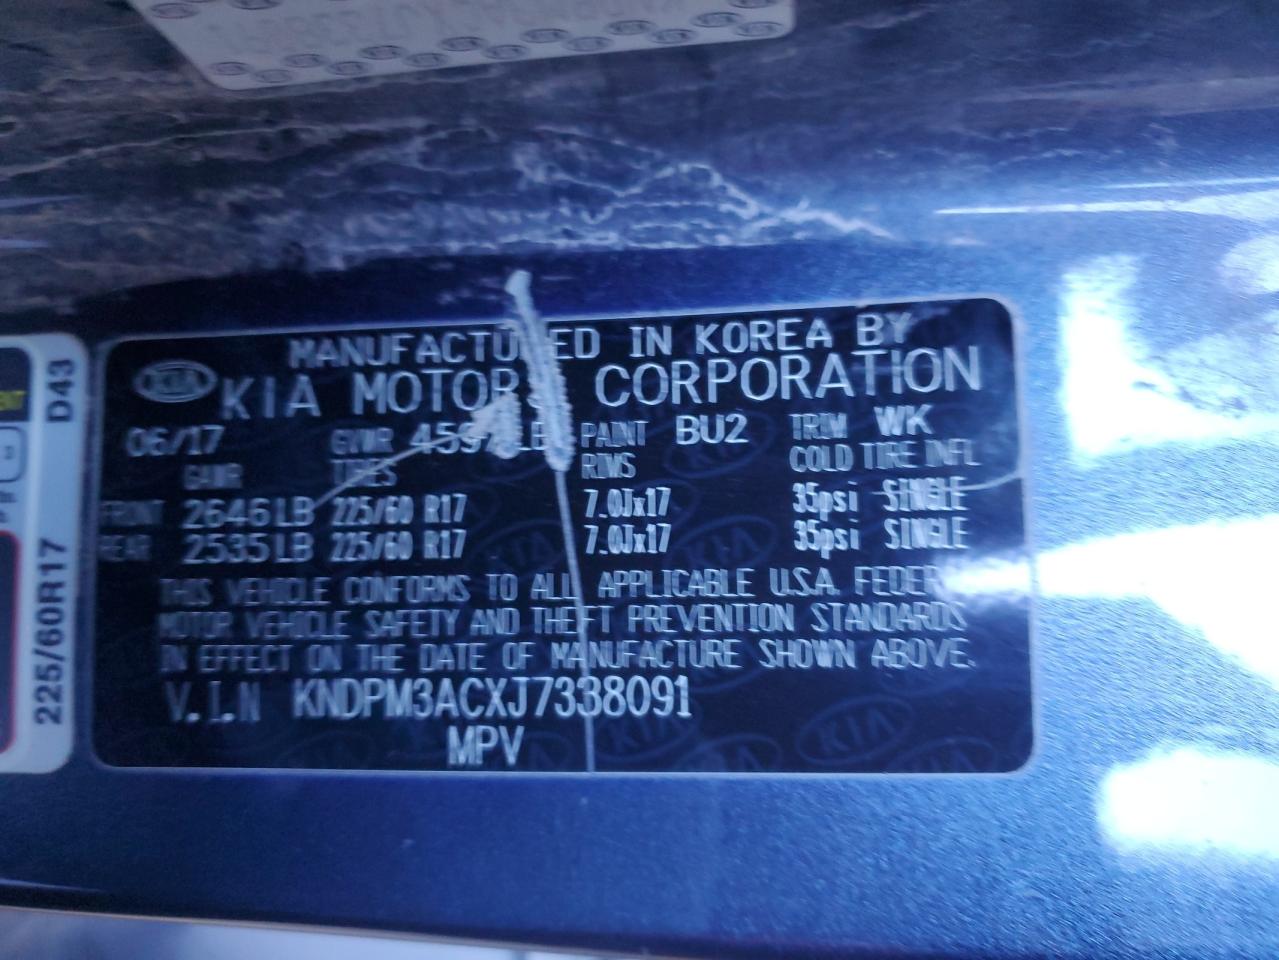 MANUFACTURED IN KOREA BY
KIA KIA MOTORS CORPORATION
06/17 GVWR PAINT BU2 TRIM WK
GAWR TIRES RIMS COLD TIRE INFL
FRONT 2646LB 225/60 R17 7.0Jx17 35psi SINGLE
REAR 2535LB 225/60 R17 7.0Jx17 35psi SINGLE
THIS VEHICLE CONFORMS TO ALL APPLICABLE U.S.A. FEDERAL
MOTOR VEHICLE SAFETY AND THEFT PREVENTION STANDARDS
IN EFFECT ON THE DATE OF MANUFACTURE SHOWN ABOVE.
V.I.N KNDPM3ACXJ7338091
MPV
D43
225/60R17